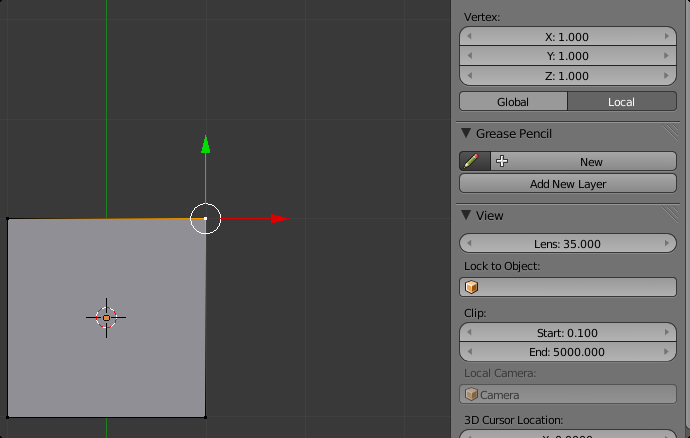 Vertex:
X: 1.000
Y: 1.000
Z: 1.000
Global Local
Grease Pencil
New
Add New Layer
View
Lens: 35.000
Lock to Object:
Clip:
Start: 0.100
End: 5000.000
Local Camera:
Camera
3D Cursor Location: